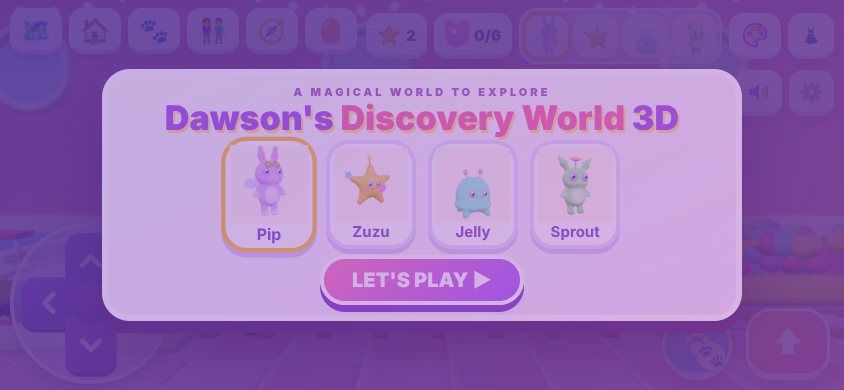 2
0/6
A MAGICAL WORLD TO EXPLORE
Dawson's Discovery World 3D
Pip
Zuzu
Jelly
Sprout
LET'S PLAY ▶